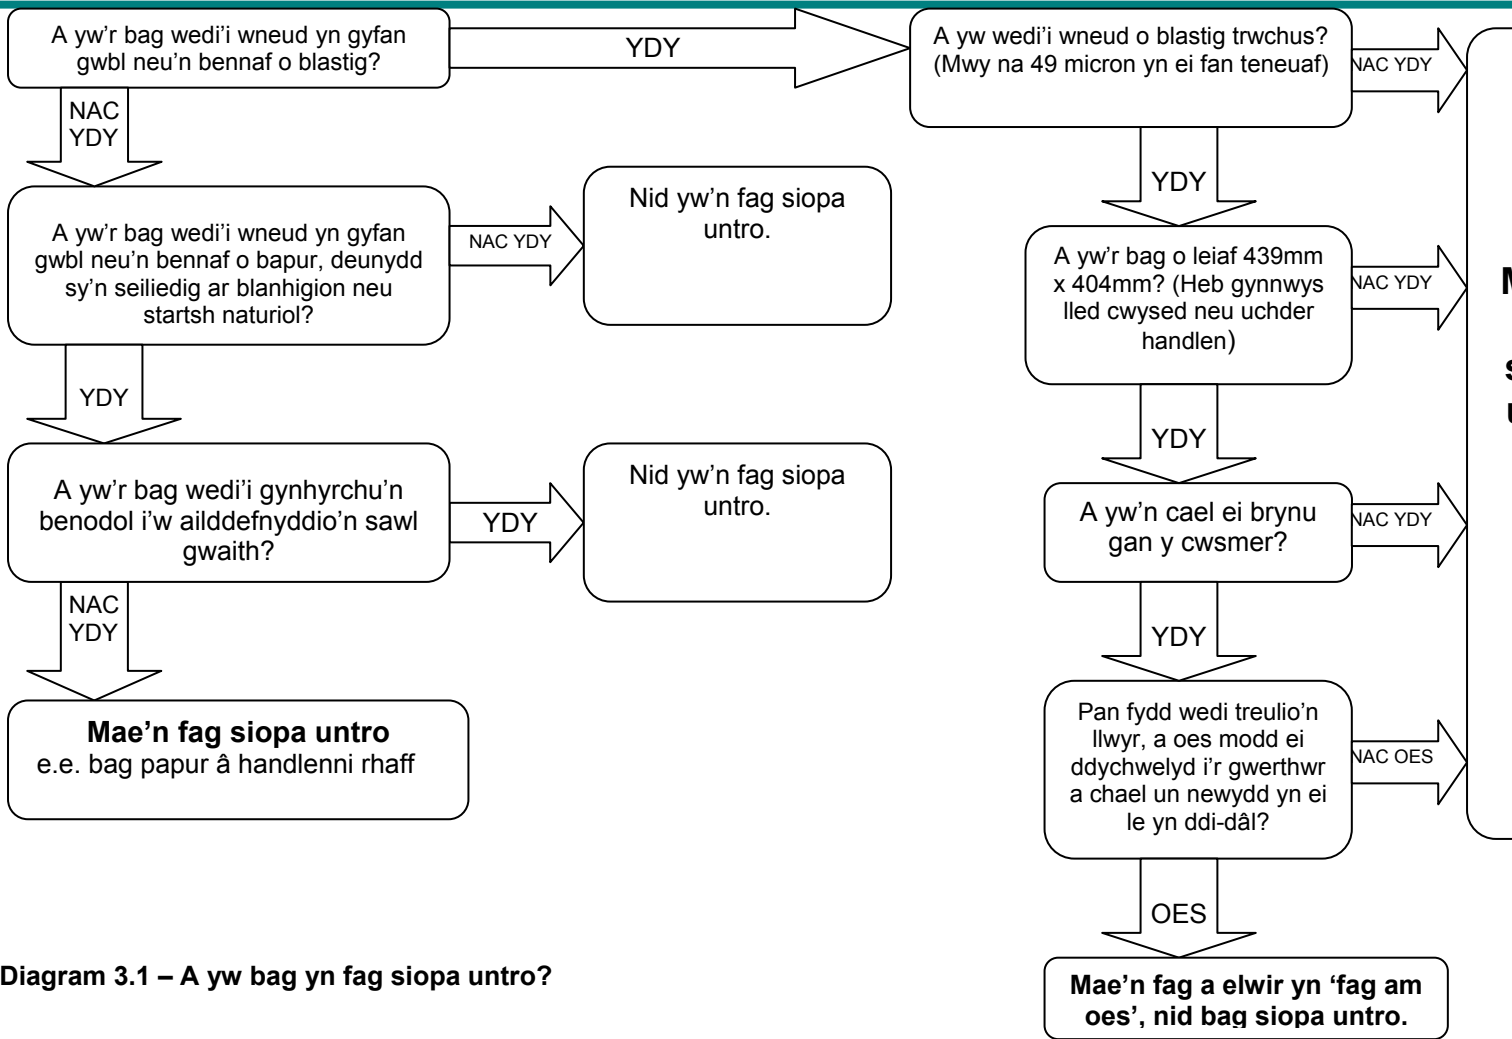 A yw'r bag wedi'i wneud yn gyfan
gwbl neu'n bennaf o blastig?
YDY
A yw wedi'i wneud o blastig trwchus?
(Mwy na 49 micron yn ei fan teneuaf)
NAC YDY
NAC
YDY
YDY
A yw'r bag wedi'i wneud yn gyfan
gwbl neu'n bennaf o bapur, deunydd
sy'n seiliedig ar blanhigion neu
startsh naturiol?
NAC YDY
Nid yw'n fag siopa
untro.
A yw'r bag o leiaf 439mm
x 404mm? (Heb gynnwys
lled cwysed neu uchder
handlen)
NAC YDY
YDY
YDY
A yw'r bag wedi'i gynhyrchu'n
benodol i'w ailddefnyddio'n sawl
gwaith?
YDY
Nid yw'n fag siopa
untro.
A yw'n cael ei brynu
gan y cwsmer?
NAC YDY
NAC
YDY
YDY
Mae'n fag siopa untro
e.e. bag papur â handlenni rhaff
Pan fydd wedi treulio'n
llwyr, a oes modd ei
ddychwelyd i'r gwerthwr
a chael un newydd yn ei
le yn ddi-dâl?
NAC OES
OES
Diagram 3.1 – A yw bag yn fag siopa untro?
Mae'n fag a elwir yn 'fag am
oes', nid bag siopa untro.